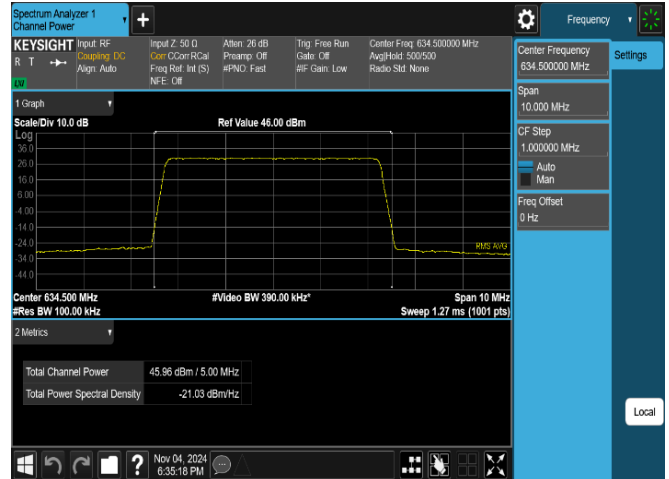 Spectrum Analyzer 1
Channel Power
+
Frequency
KEYSIGHT
R T
LW
Input: RF
Coupling: DC
Align: Auto
Input Z: 50 Ω
Corr CCorr RCal
Freq Ref: Int (S)
NFE: Off
Atten: 26 dB
Preamp: Off
#PNO: Fast
Trig: Free Run
Gate: Off
#IF Gain: Low
Center Freq: 634.500000 MHz
Avg|Hold: 500/500
Radio Std: None
1 Graph
Scale/Div 10.0 dB
Ref Value 46.00 dBm
Log
36.0
26.0
16.0
6.00
-4.00
-14.0
-24.0
-34.0
-44.0
RMS AVG
Center 634.500 MHz
#Video BW 390.00 kHz*
Span 10 MHz
#Res BW 100.00 kHz
Sweep 1.27 ms (1001 pts)
2 Metrics
Total Channel Power 45.96 dBm / 5.00 MHz
Total Power Spectral Density -21.03 dBm/Hz
?
Nov 04, 2024
6:35:18 PM
Center Frequency
634.500000 MHz
Settings
Span
10.000 MHz
CF Step
1.000000 MHz
Auto
Man
Freq Offset
0 Hz
Local